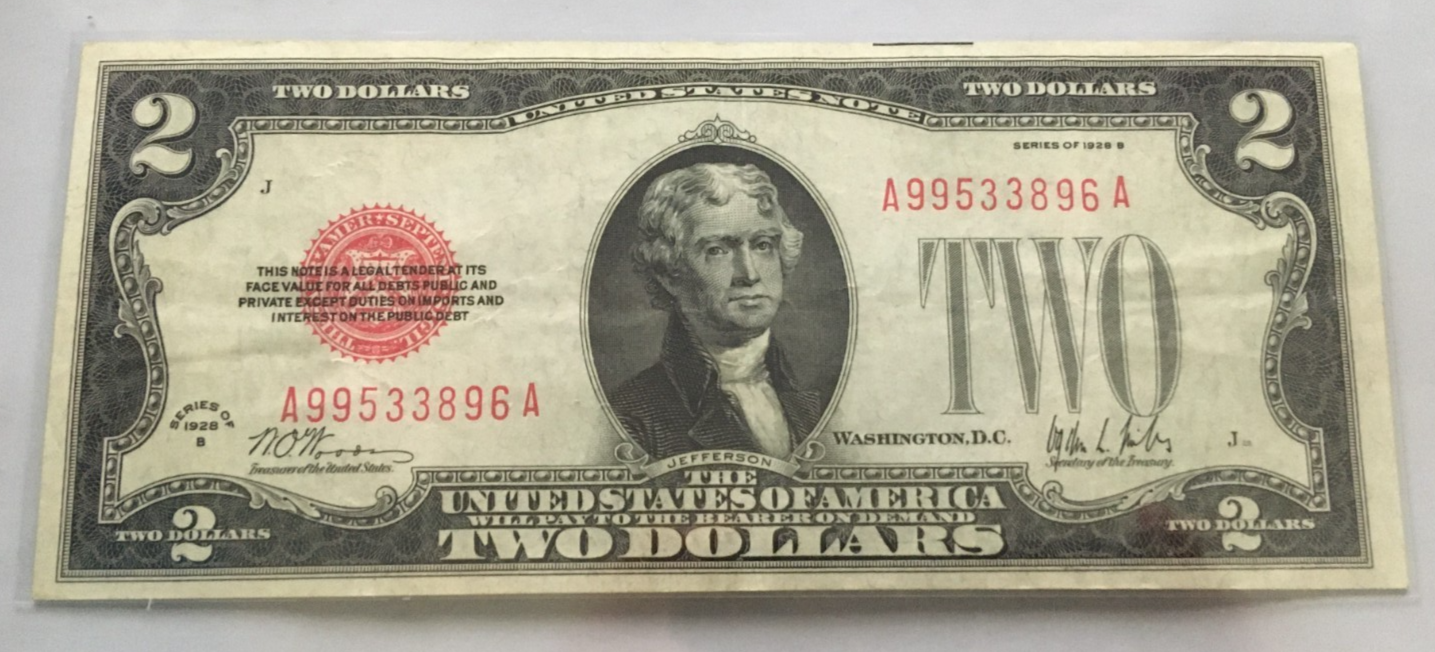 TWO DOLLARS
TWO DOLLARS
2
UNITED STATES NOTE
2
SERIES OF 1928 B
J
A99533896A
THIS NOTE IS A LEGAL TENDER AT ITS
FACE VALUE FOR ALL DEBTS PUBLIC AND
PRIVATE EXCEPT DUTIES ON IMPORTS AND
INTEREST ON THE PUBLIC DEBT
TWO
A99533896A
SERIES OF
1928
B
W.O. Woods
Treasurer of the United States.
WASHINGTON, D.C.
Secretary of the Treasury.
J
JEFFERSON
THE
UNITED STATES OF AMERICA
WILL PAY TO THE BEARER ON DEMAND
TWO DOLLARS
TWO DOLLARS
2
TWO DOLLARS
2